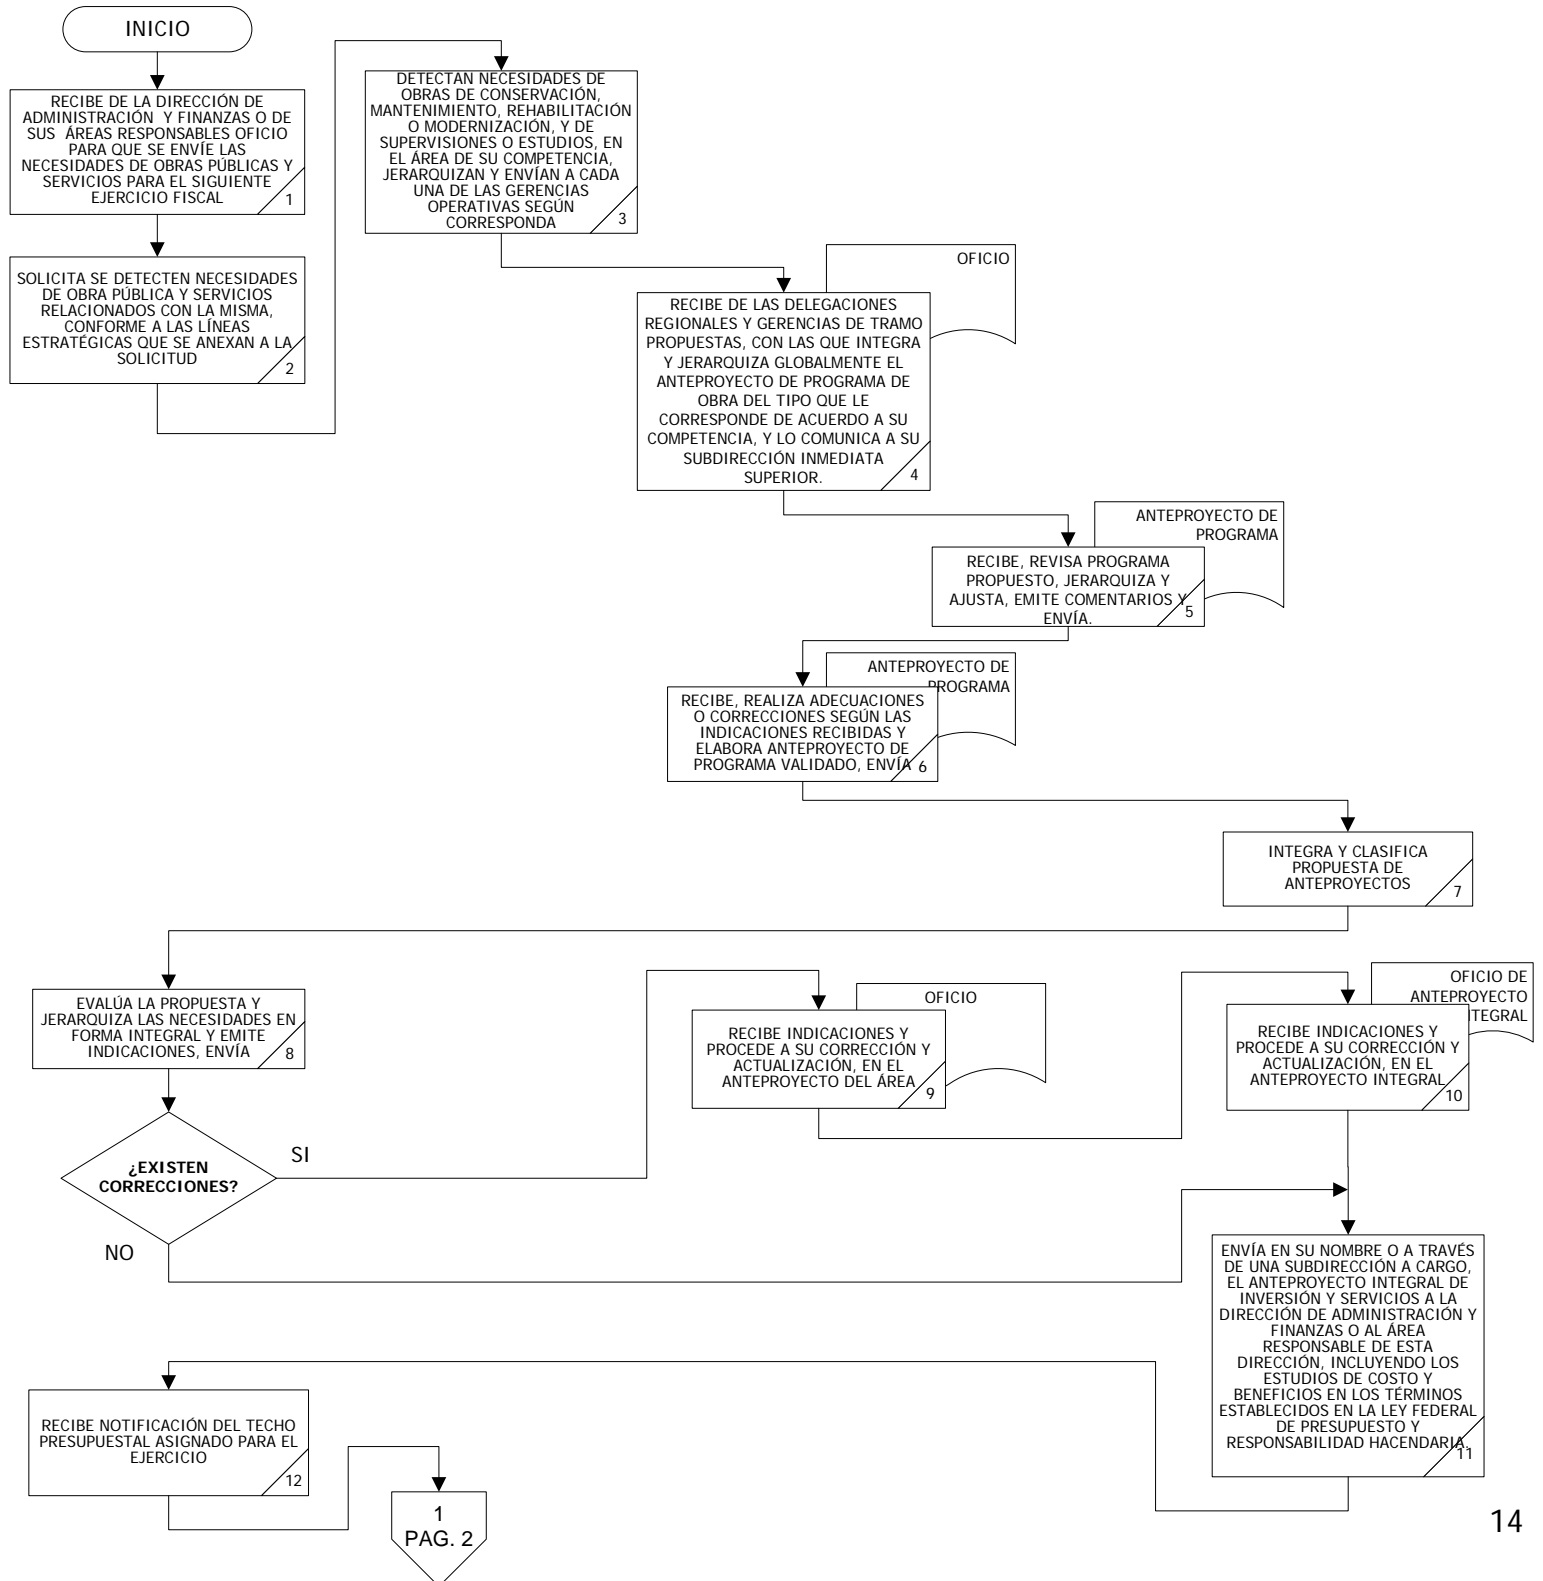 INICIO
RECIBE DE LA DIRECCIÓN DE
ADMINISTRACIÓN Y FINANZAS O DE
SUS ÁREAS RESPONSABLES OFICIO
PARA QUE SE ENVÍE LAS
NECESIDADES DE OBRAS PÚBLICAS Y
SERVICIOS PARA EL SIGUIENTE
EJERCICIO FISCAL
1
SOLICITA SE DETECTEN NECESIDADES
DE OBRA PÚBLICA Y SERVICIOS
RELACIONADOS CON LA MISMA,
CONFORME A LAS LÍNEAS
ESTRATÉGICAS QUE SE ANEXAN A LA
SOLICITUD
2
DETECTAN NECESIDADES DE
OBRAS DE CONSERVACIÓN,
MANTENIMIENTO, REHABILITACIÓN
O MODERNIZACIÓN, Y DE
SUPERVISIONES O ESTUDIOS, EN
EL ÁREA DE SU COMPETENCIA,
JERARQUIZAN Y ENVÍAN A CADA
UNA DE LAS GERENCIAS
OPERATIVAS SEGÚN
CORRESPONDA
3
OFICIO
RECIBE DE LAS DELEGACIONES
REGIONALES Y GERENCIAS DE TRAMO
PROPUESTAS, CON LAS QUE INTEGRA
Y JERARQUIZA GLOBALMENTE EL
ANTEPROYECTO DE PROGRAMA DE
OBRA DEL TIPO QUE LE
CORRESPONDE DE ACUERDO A SU
COMPETENCIA, Y LO COMUNICA A SU
SUBDIRECCIÓN INMEDIATA
SUPERIOR.
4
ANTEPROYECTO DE
PROGRAMA
RECIBE, REVISA PROGRAMA
PROPUESTO, JERARQUIZA Y
AJUSTA, EMITE COMENTARIOS Y
ENVÍA.
5
ANTEPROYECTO DE
PROGRAMA
RECIBE, REALIZA ADECUACIONES
O CORRECCIONES SEGÚN LAS
INDICACIONES RECIBIDAS Y
ELABORA ANTEPROYECTO DE
PROGRAMA VALIDADO, ENVÍA
6
INTEGRA Y CLASIFICA
PROPUESTA DE
ANTEPROYECTOS
7
EVALÚA LA PROPUESTA Y
JERARQUIZA LAS NECESIDADES EN
FORMA INTEGRAL Y EMITE
INDICACIONES, ENVÍA
8
¿EXISTEN
CORRECCIONES?
SI
NO
OFICIO
RECIBE INDICACIONES Y
PROCEDE A SU CORRECCIÓN Y
ACTUALIZACIÓN, EN EL
ANTEPROYECTO DEL ÁREA
9
OFICIO DE
ANTEPROYECTO
NTEGRAL
RECIBE INDICACIONES Y
PROCEDE A SU CORRECCIÓN Y
ACTUALIZACIÓN, EN EL
ANTEPROYECTO INTEGRAL
10
ENVÍA EN SU NOMBRE O A TRAVÉS
DE UNA SUBDIRECCIÓN A CARGO,
EL ANTEPROYECTO INTEGRAL DE
INVERSIÓN Y SERVICIOS A LA
DIRECCIÓN DE ADMINISTRACIÓN Y
FINANZAS O AL ÁREA
RESPONSABLE DE ESTA
DIRECCIÓN, INCLUYENDO LOS
ESTUDIOS DE COSTO Y
BENEFICIOS EN LOS TÉRMINOS
ESTABLECIDOS EN LA LEY FEDERAL
DE PRESUPUESTO Y
RESPONSABILIDAD HACENDARIA.
11
RECIBE NOTIFICACIÓN DEL TECHO
PRESUPUESTAL ASIGNADO PARA EL
EJERCICIO
12
1
PAG. 2
14